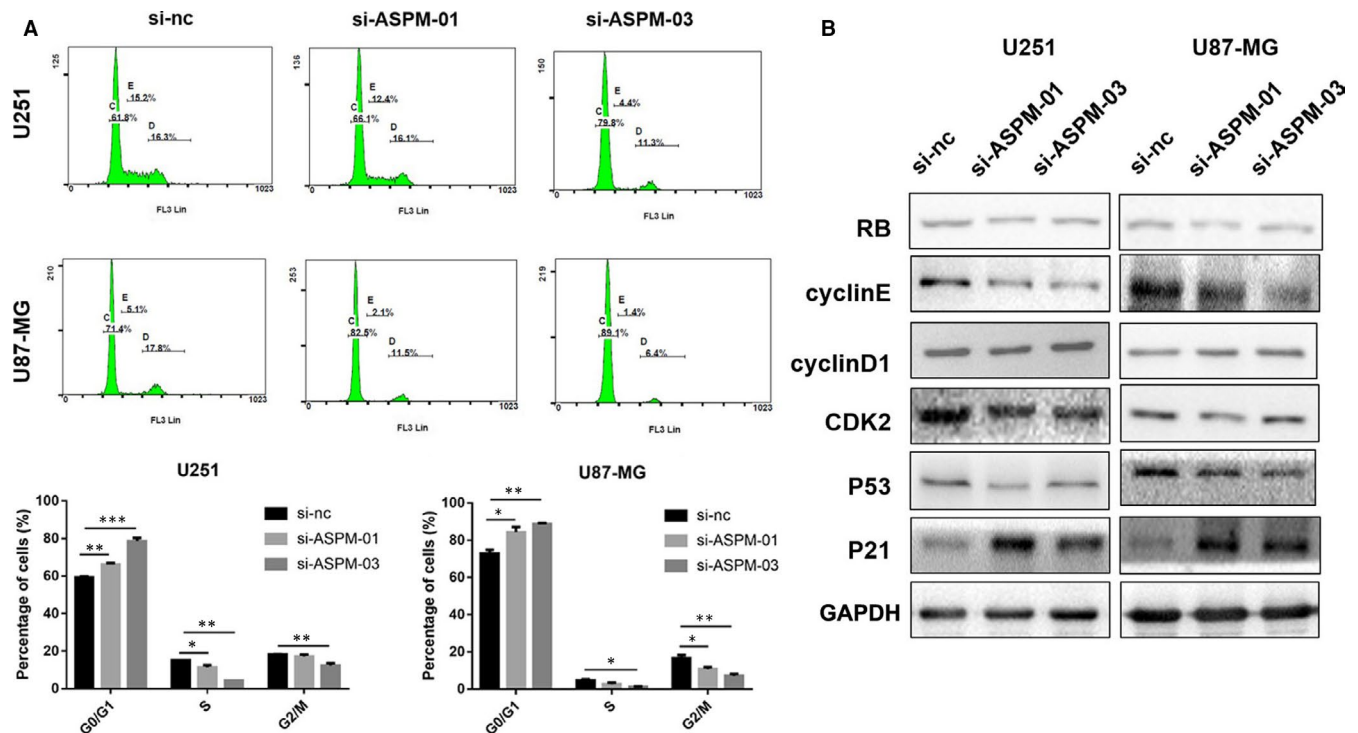 A
si-nc si-ASPM-01 si-ASPM-03
U251
125
E
15.2%
C
61.8%
D
16.3%
0 1023
FL3 Lin
136
E
12.4%
C
66.1%
D
16.1%
0 1023
FL3 Lin
150
E
4.4%
C
79.8%
D
11.3%
0 1023
FL3 Lin
U87-MG
210
E
5.1%
C
71.4%
D
17.8%
0 1023
FL3 Lin
253
E
2.1%
C
82.5%
D
11.5%
0 1023
FL3 Lin
219
E
1.4%
C
89.1%
D
6.4%
0 1023
FL3 Lin
U251
Percentage of cells (%)
100
80
60
40
20
0
***
**
**
*
**
si-nc
si-ASPM-01
si-ASPM-03
G0/G1 S G2/M
U87-MG
Percentage of cells (%)
100
80
60
40
20
0
**
*
*
**
*
si-nc
si-ASPM-01
si-ASPM-03
G0/G1 S G2/M
B
U251 U87-MG
si-nc si-ASPM-01 si-ASPM-03 si-nc si-ASPM-01 si-ASPM-03
RB
cyclinE
cyclinD1
CDK2
P53
P21
GAPDH